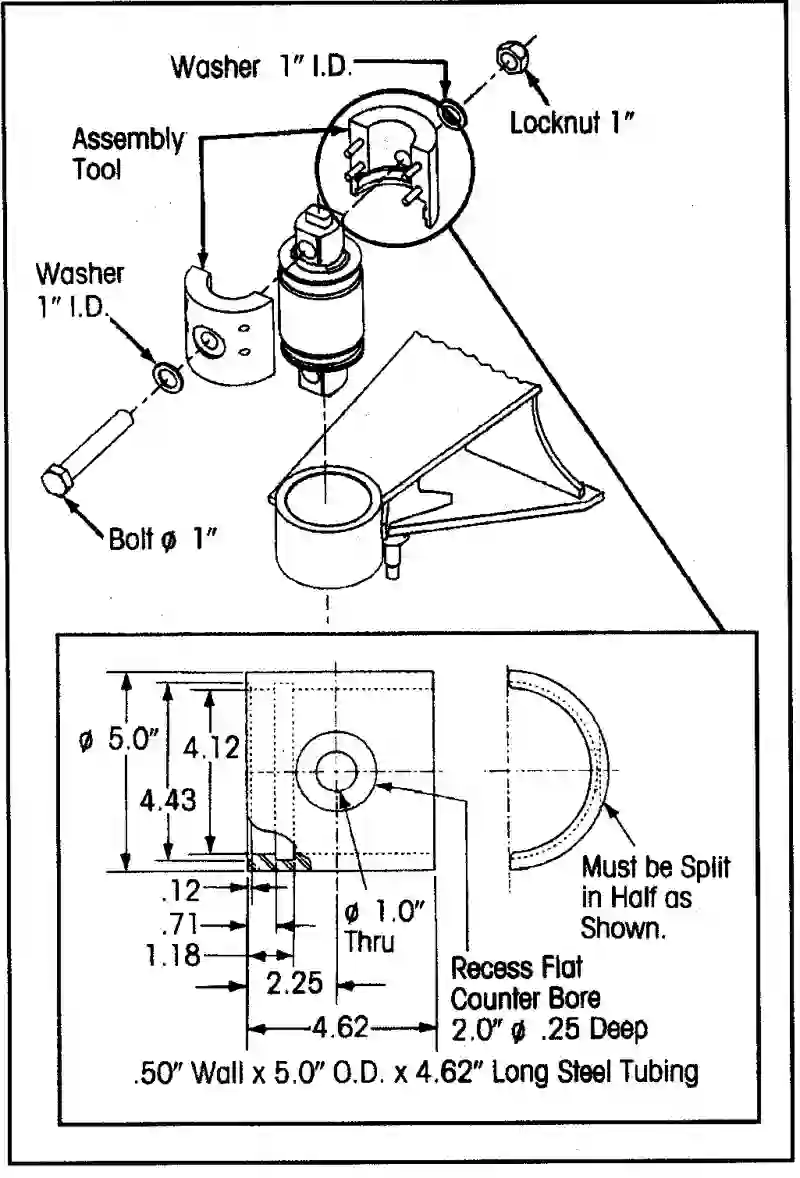 Washer 1" I.D.
Locknut 1"
Assembly
Tool
Washer
1" I.D.
Bolt ø 1"
ø 5.0"
4.12
4.43
.12
.71
1.18
2.25
4.62
ø 1.0"
Thru
Must be Split
in Half as
Shown.
Recess Flat
Counter Bore
2.0" ø .25 Deep
.50" Wall x 5.0" O.D. x 4.62" Long Steel Tubing